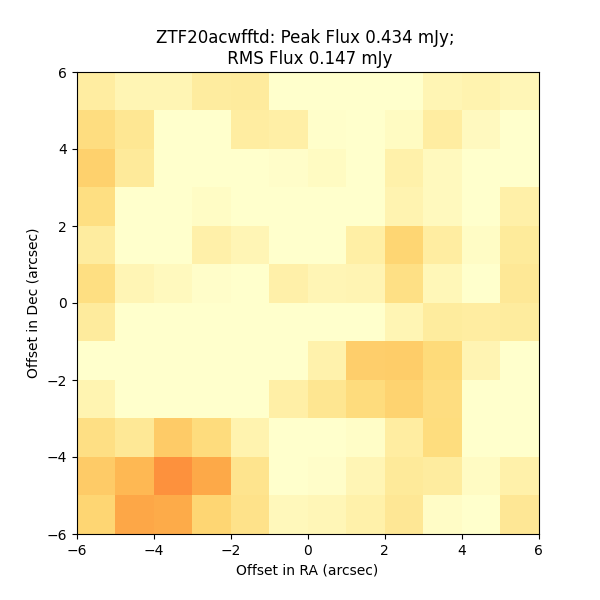 ZTF20acwfftd: Peak Flux 0.434 mJy;
RMS Flux 0.147 mJy
6
4
2
0
−2
−4
−6
Offset in Dec (arcsec)
−6 −4 −2 0 2 4 6
Offset in RA (arcsec)